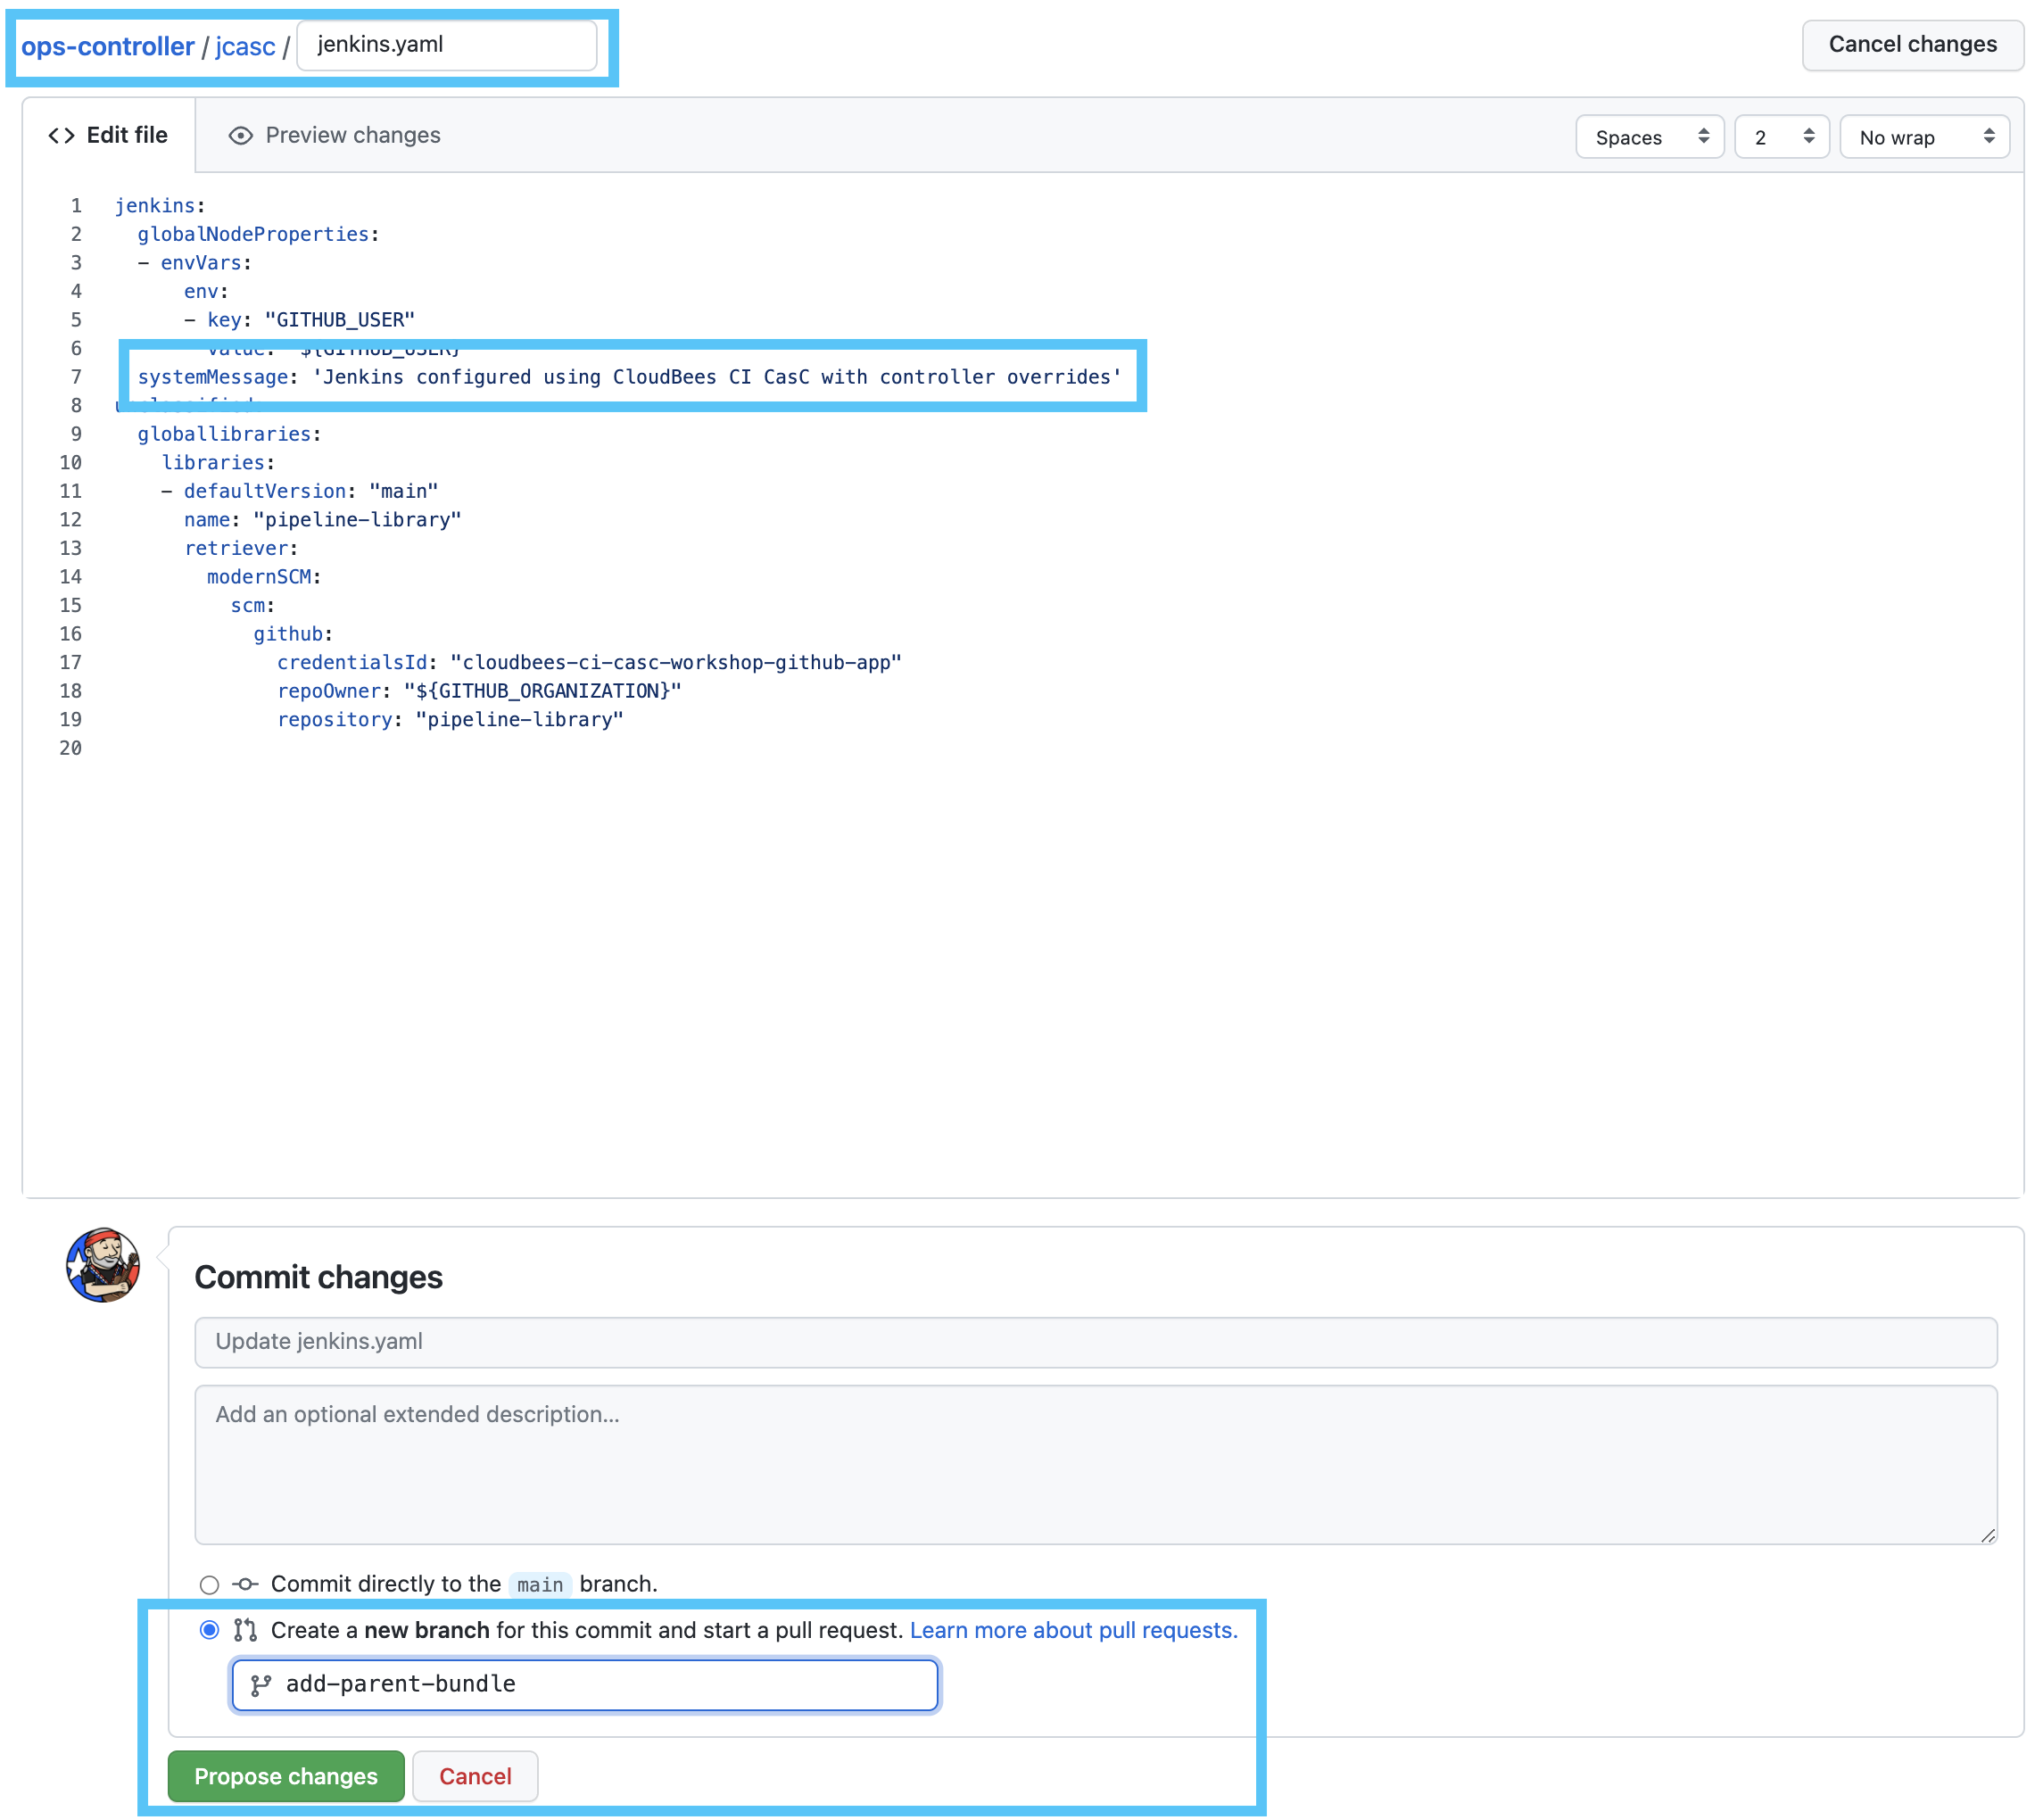 ops-controller / jcasc / jenkins.yaml
Cancel changes
<> Edit file
Preview changes
Spaces
2
No wrap
1 jenkins:
2   globalNodeProperties:
3   - envVars:
4       env:
5       - key: "GITHUB_USER"
6         value: "${GITHUB_USER}"
7   systemMessage: 'Jenkins configured using CloudBees CI CasC with controller overrides'
8 unclassified:
9   globallibraries:
10     libraries:
11     - defaultVersion: "main"
12       name: "pipeline-library"
13       retriever:
14         modernSCM:
15           scm:
16             github:
17               credentialsId: "cloudbees-ci-casc-workshop-github-app"
18               repoOwner: "${GITHUB_ORGANIZATION}"
19               repository: "pipeline-library"
20
Commit changes
Update jenkins.yaml
Add an optional extended description...
Commit directly to the main branch.
Create a new branch for this commit and start a pull request. Learn more about pull requests.
add-parent-bundle
Propose changes
Cancel